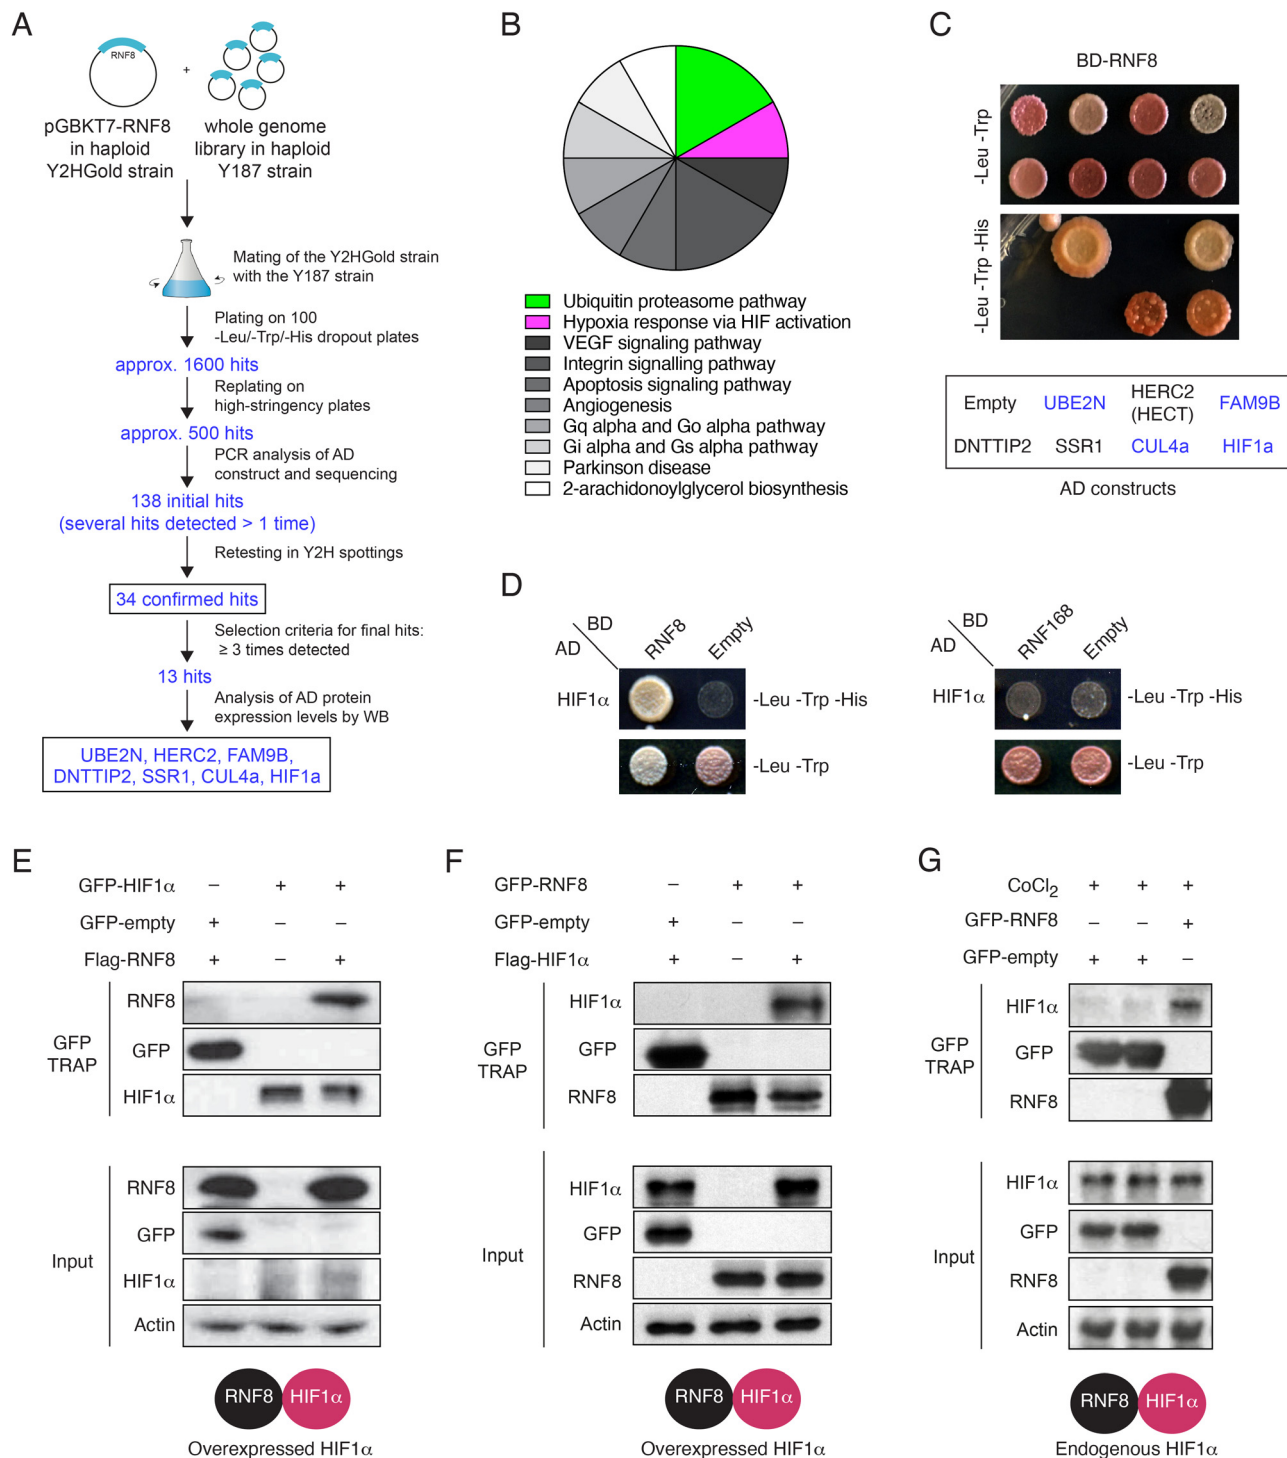 A
RNF8
+
pGBKT7-RNF8
in haploid
Y2HGold strain
whole genome
library in haploid
Y187 strain
Mating of the Y2HGold strain
with the Y187 strain
Plating on 100
-Leu/-Trp/-His dropout plates
approx. 1600 hits
Replating on
high-stringency plates
approx. 500 hits
PCR analysis of AD
construct and sequencing
138 initial hits
(several hits detected > 1 time)
Retesting in Y2H spottings
34 confirmed hits
Selection criteria for final hits:
≥ 3 times detected
13 hits
Analysis of AD protein
expression levels by WB
UBE2N, HERC2, FAM9B,
DNTTIP2, SSR1, CUL4a, HIF1a
B
Ubiquitin proteasome pathway
Hypoxia response via HIF activation
VEGF signaling pathway
Integrin signalling pathway
Apoptosis signaling pathway
Angiogenesis
Gq alpha and Go alpha pathway
Gi alpha and Gs alpha pathway
Parkinson disease
2-arachidonoylglycerol biosynthesis
C
BD-RNF8
-Leu -Trp
-Leu -Trp -His
Empty UBE2N HERC2 (HECT) FAM9B
DNTTIP2 SSR1 CUL4a HIF1a
AD constructs
D
BD
AD
RNF8 Empty
HIF1α -Leu -Trp -His
-Leu -Trp
BD
AD
RNF168 Empty
HIF1α -Leu -Trp -His
-Leu -Trp
E
GFP-HIF1α – + +
GFP-empty + – –
Flag-RNF8 + – +
GFP
TRAP
RNF8
GFP
HIF1α
Input
RNF8
GFP
HIF1α
Actin
RNF8 HIF1α
Overexpressed HIF1α
F
GFP-RNF8 – + +
GFP-empty + – –
Flag-HIF1α + – +
GFP
TRAP
HIF1α
GFP
RNF8
Input
HIF1α
GFP
RNF8
Actin
RNF8 HIF1α
Overexpressed HIF1α
G
CoCl2 + + +
GFP-RNF8 – – +
GFP-empty + + –
GFP
TRAP
HIF1α
GFP
RNF8
Input
HIF1α
GFP
RNF8
Actin
RNF8 HIF1α
Endogenous HIF1α